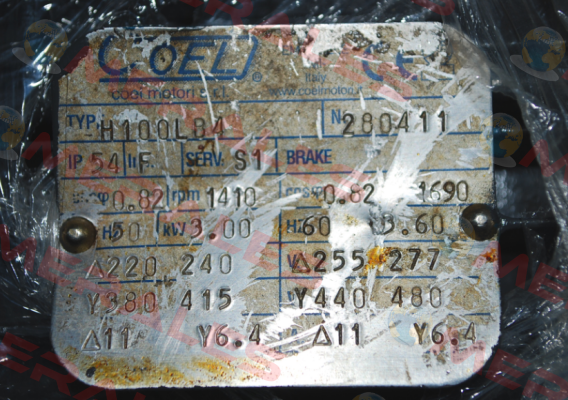 COEL ®
coel motori s.r.l. Italy
www.coelmotori.it CE
TYP H100LB4 N 280411
IP 54 F SERV. S1 BRAKE
cosφ 0.82 rpm 1410 cosφ 0.82 1690
Hz 50 kW 3.00 Hz 60 3.60
Δ220 240 V Δ255 277
Y380 415 Y440 480
Δ11 Y6.4 Δ11 Y6.4